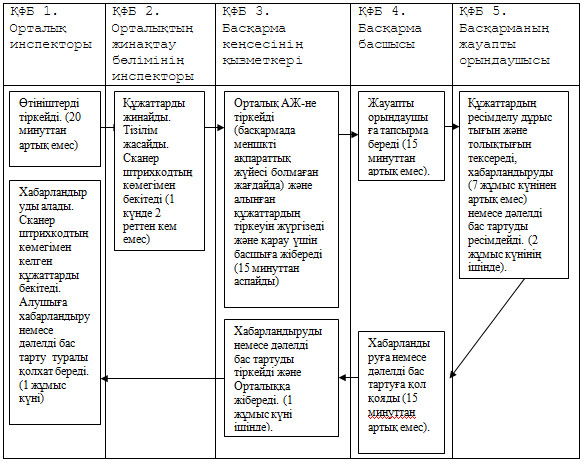 ҚФБ 1.
Орталық
инспекторы
ҚФБ 2.
Орталықтың
жинақтау
бөлімінің
инспекторы
ҚФБ 3.
Басқарма
кенсесінің
қызметкері
ҚФБ 4.
Басқарма
басшысы
ҚФБ 5.
Басқарманың
жауапты
орындаушысы
Өтініштерді
тіркейді. (20
минуттан
артық емес)
Құжаттарды
жинайды.
Тізілім
жасайды.
Сканер
штрихкодтың
көмегімен
бекітеді (1
күнде 2
реттен кем
емес)
Орталық АЖ-не
тіркейді
(басқармада
меншкті
ақпараттық
жүйесі болмаған
жағдайда) және
алынған
құжаттардың
тіркеуін жүргізеді
және қарау үшін
басшыға жібереді
(15 минуттан
аспайды)
Жауапты
орындаушы
ға тапсырма
береді (15
минуттан
артық емес).
Құжаттардың
ресімделу дұрыс
тығын және
толықтығын
тексереді,
хабарландыруды
(7 жұмыс күнінен
артық емес)
немесе дәлелді
бас тартуды
ресімдейді. (2
жұмыс күнінің
ішінде).
Хабарландыр
уды алады.
Сканер
штрихкодтың
көмегімен
келген
құжаттарды
бекітеді.
Алушыға
хабарландыру
немесе
дәлелді бас
тарту туралы
қолхат береді.
(1 жұмыс
күні)
Хабарландыруды
немесе дәлелді
бас тартуды
тіркейді және
Орталыққа
жібереді. (1
жұмыс күні
ішінде).
Хабарланды
руға немесе
дәлелді бас
тартуға қол
қояды (15
минуттан
артық емес).